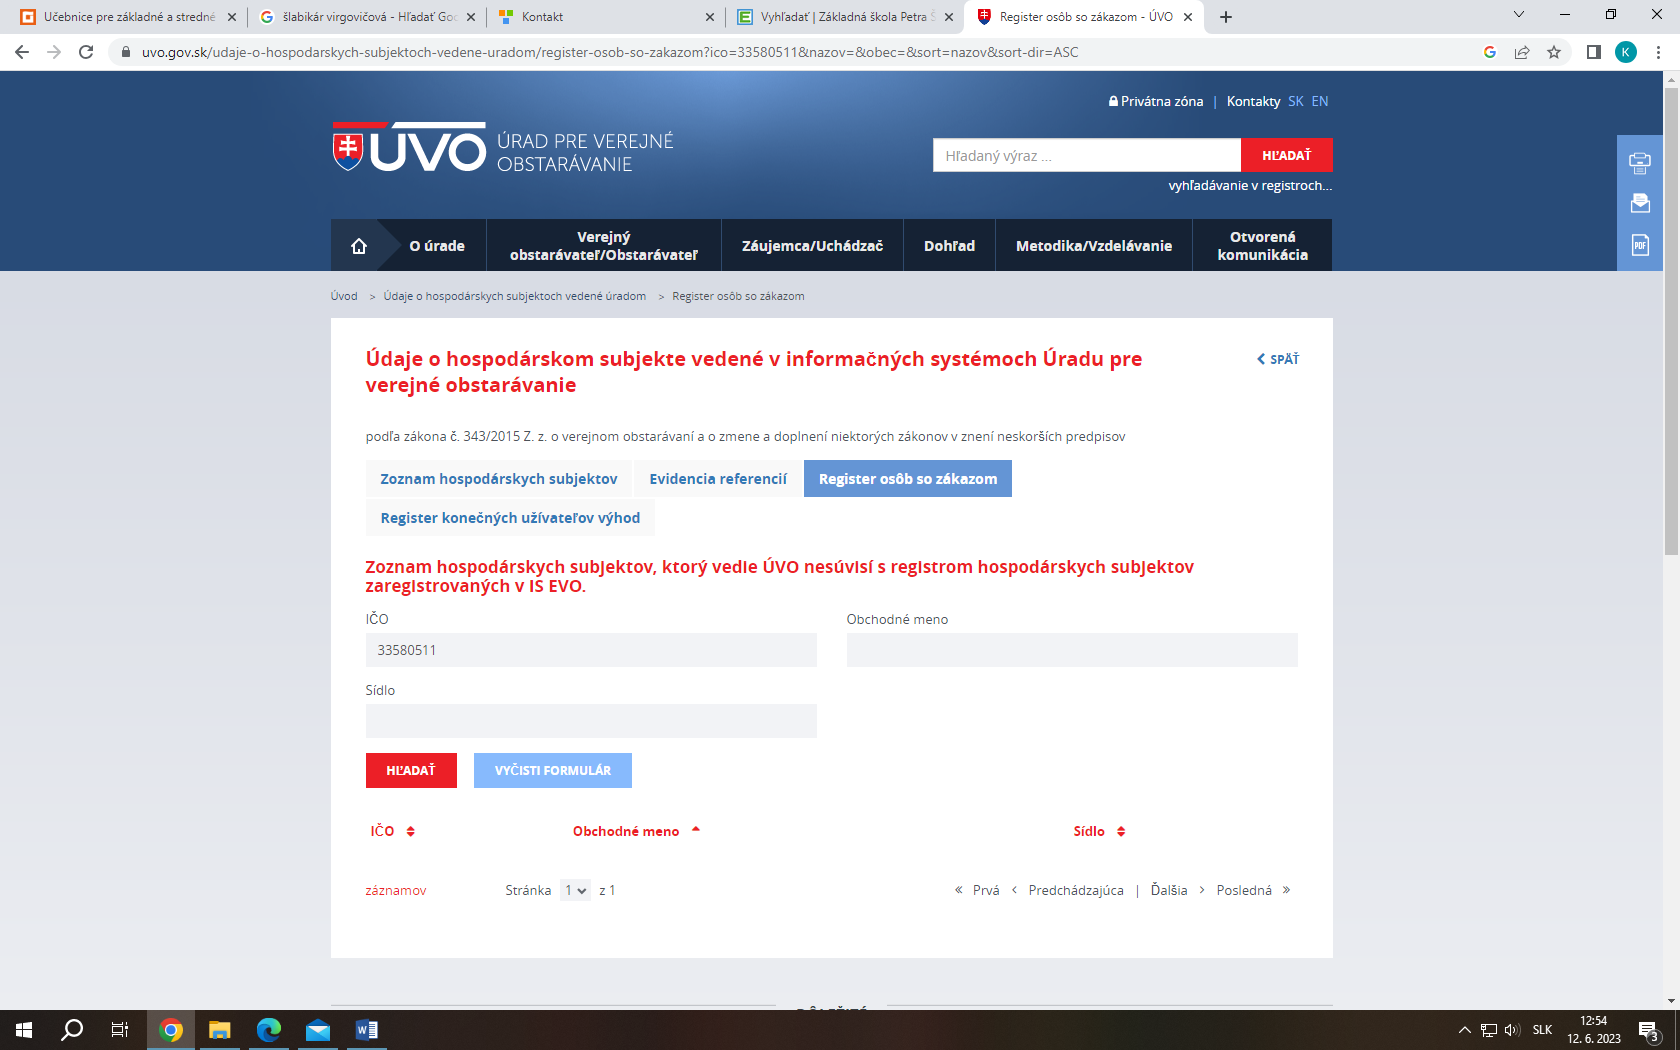 Učebnice pre základné a stredné
šlabikár virgovičová - Hľadať Goo
Kontakt
Vyhľadať | Základná škola Petra Š
Register osôb so zákazom - ÚVO
uvo.gov.sk/udaje-o-hospodarskych-subjektoch-vedene-uradom/register-osob-so-zakazom?ico=33580511&nazov=&obec=&sort=nazov&sort-dir=ASC
K
Privátna zóna | Kontakty SK EN
ÚVO ÚRAD PRE VEREJNÉ
OBSTARÁVANIE
Hľadaný výraz ...
HĽADAŤ
vyhľadávanie v registroch...
O úrade
Verejný
obstarávateľ/Obstarávateľ
Záujemca/Uchádzač
Dohľad
Metodika/Vzdelávanie
Otvorená
komunikácia
PDF
Úvod > Údaje o hospodárskych subjektoch vedené úradom > Register osôb so zákazom
Údaje o hospodárskom subjekte vedené v informačných systémoch Úradu pre
verejné obstarávanie
SPÄŤ
podľa zákona č. 343/2015 Z. z. o verejnom obstarávaní a o zmene a doplnení niektorých zákonov v znení neskorších predpisov
Zoznam hospodárskych subjektov
Evidencia referencií
Register osôb so zákazom
Register konečných užívateľov výhod
Zoznam hospodárskych subjektov, ktorý vedie ÚVO nesúvisí s registrom hospodárskych subjektov
zaregistrovaných v IS EVO.
IČO
Obchodné meno
33580511
Sídlo
HĽADAŤ
VYČISTI FORMULÁR
IČO
Obchodné meno
Sídlo
záznamov
Stránka 1 z 1
« Prvá ‹ Predchádzajúca | Ďalšia › Posledná »
SLK
12:54
12. 6. 2023
3